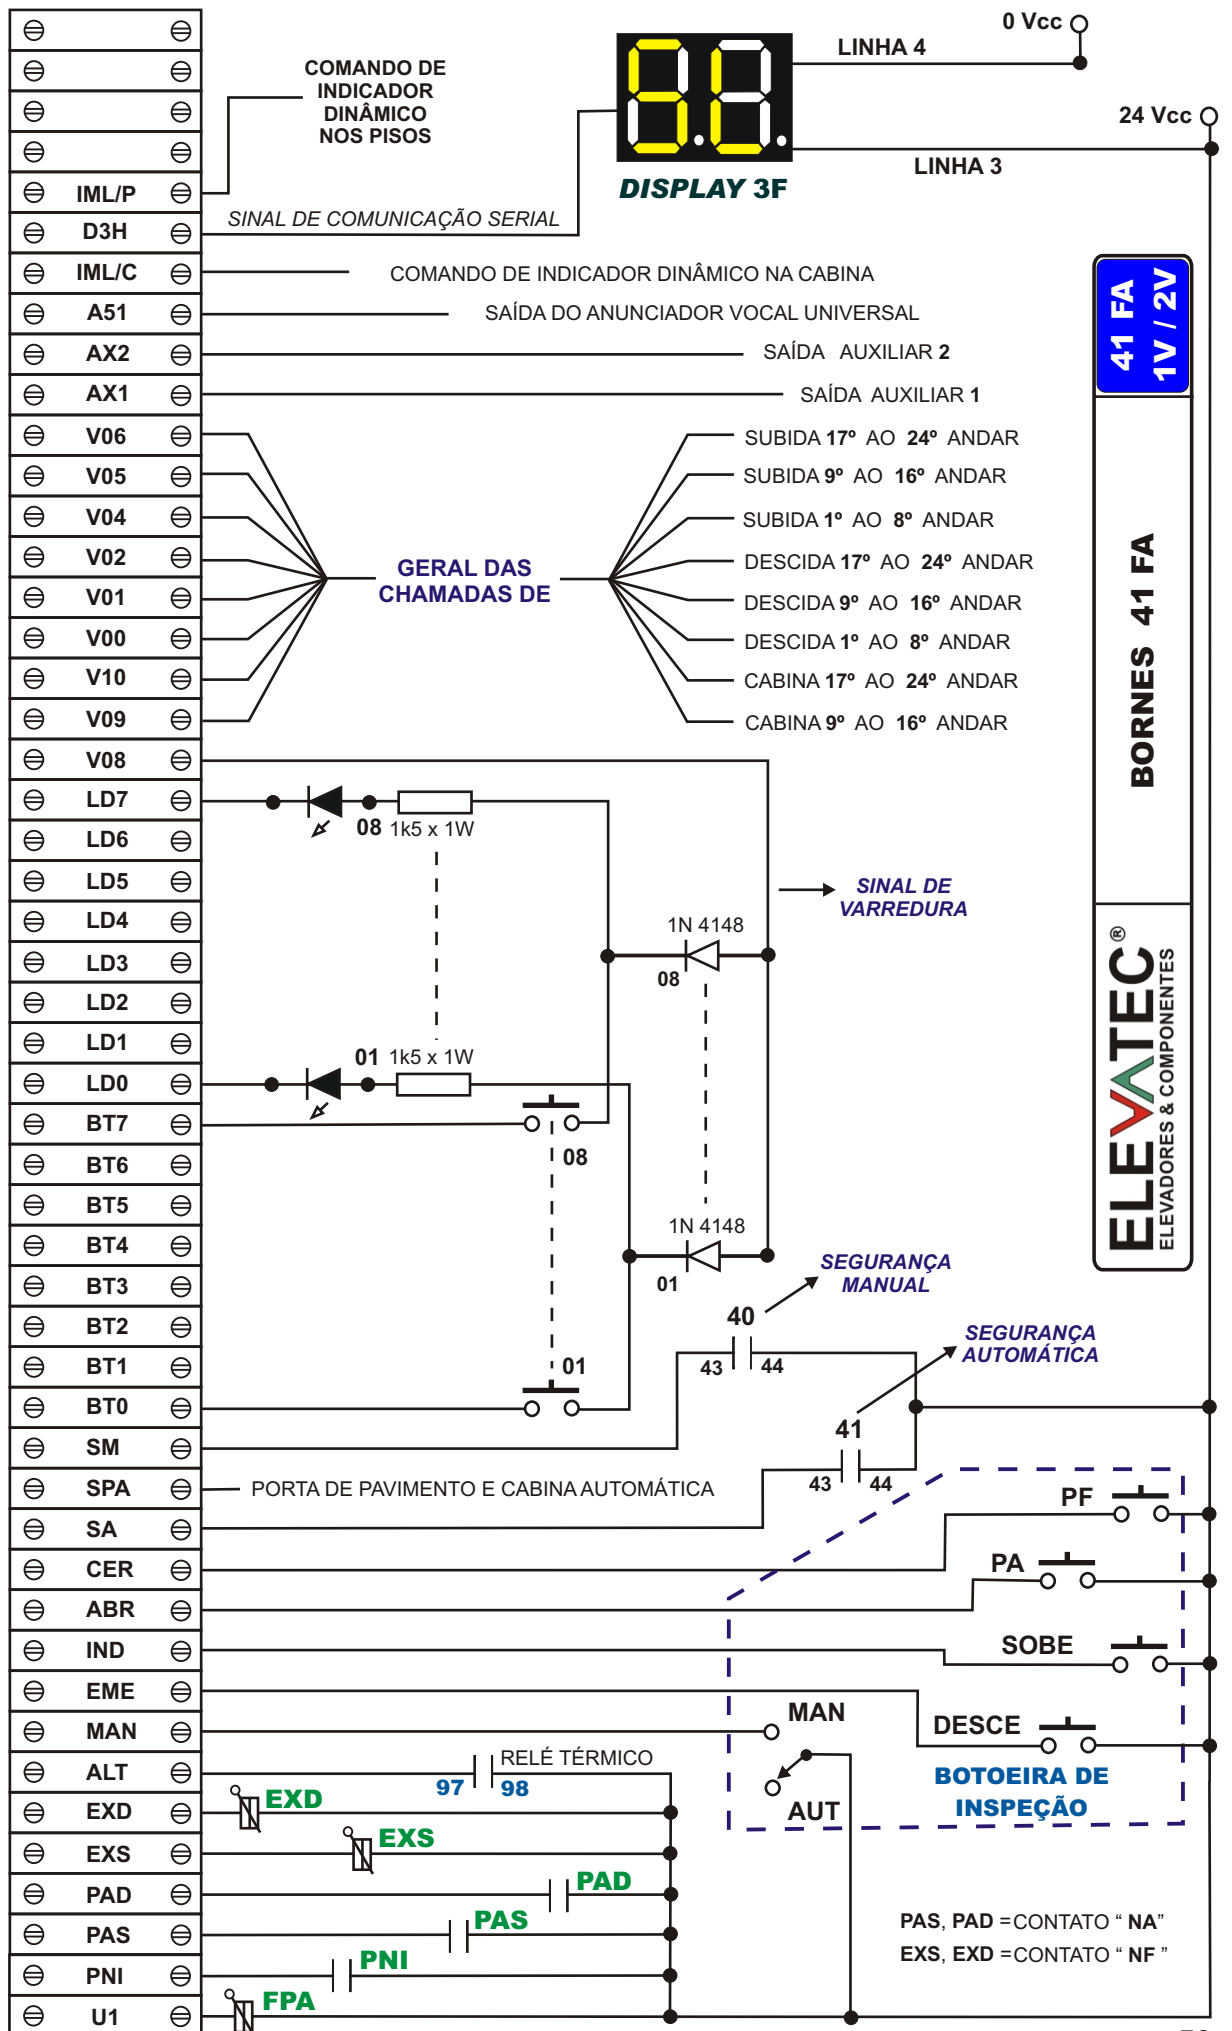 0 Vcc
LINHA 4
COMANDO DE
INDICADOR
DINÂMICO
NOS PISOS
24 Vcc
LINHA 3
DISPLAY 3F
IML/P
SINAL DE COMUNICAÇÃO SERIAL
D3H
IML/C
COMANDO DE INDICADOR DINÂMICO NA CABINA
A51
SAÍDA DO ANUNCIADOR VOCAL UNIVERSAL
AX2
SAÍDA AUXILIAR 2
AX1
SAÍDA AUXILIAR 1
41 FA
1V / 2V
BORNES 41 FA
ELEVATEC®
ELEVADORES & COMPONENTES
V06
SUBIDA 17º AO 24º ANDAR
V05
SUBIDA 9º AO 16º ANDAR
V04
SUBIDA 1º AO 8º ANDAR
V02
DESCIDA 17º AO 24º ANDAR
GERAL DAS
CHAMADAS DE
V01
DESCIDA 9º AO 16º ANDAR
V00
DESCIDA 1º AO 8º ANDAR
V10
CABINA 17º AO 24º ANDAR
V09
CABINA 9º AO 16º ANDAR
V08
LD7
08 1k5 x 1W
LD6
LD5
SINAL DE
VARREDURA
LD4
1N 4148
LD3
08
LD2
LD1
01 1k5 x 1W
LD0
BT7
08
BT6
BT5
1N 4148
BT4
01
SEGURANÇA
MANUAL
BT3
BT2
40
SEGURANÇA
AUTOMÁTICA
BT1
01
43 44
BT0
41
SM
43 44
SPA
PORTA DE PAVIMENTO E CABINA AUTOMÁTICA
PF
SA
CER
PA
ABR
IND
SOBE
EME
MAN
MAN
DESCE
ALT
RELÉ TÉRMICO
97 98
AUT
BOTOEIRA DE
INSPEÇÃO
EXD
EXD
EXS
EXS
PAD
PAD
PAS
PAS
PAS, PAD =CONTATO " NA"
EXS, EXD =CONTATO " NF "
PNI
PNI
U1
FPA